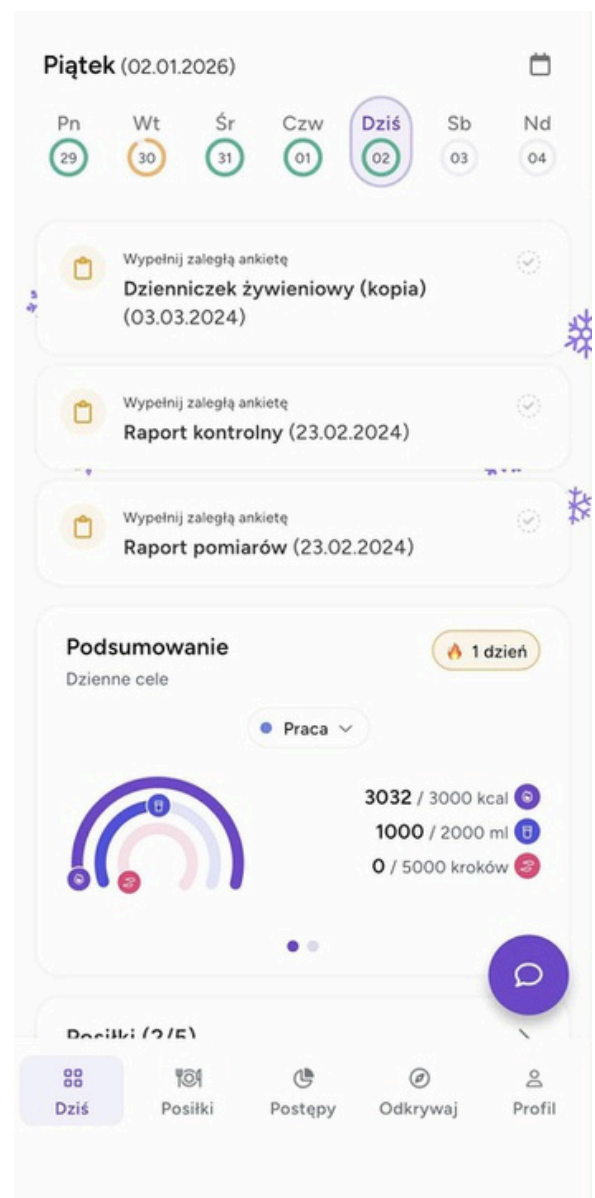 Piątek (02.01.2026)
Pn Wt Śr Czw Dziś Sb Nd
29 30 31 01 02 03 04
Wypełnij zaległą ankietę
Dzienniczek żywieniowy (kopia)
(03.03.2024)
Wypełnij zaległą ankietę
Raport kontrolny (23.02.2024)
Wypełnij zaległą ankietę
Raport pomiarów (23.02.2024)
Podsumowanie
🔥 1 dzień
Dzienne cele
Praca
3032 / 3000 kcal
1000 / 2000 ml
0 / 5000 kroków
Posiłki (2/5)
Dziś Posiłki Postępy Odkrywaj Profil